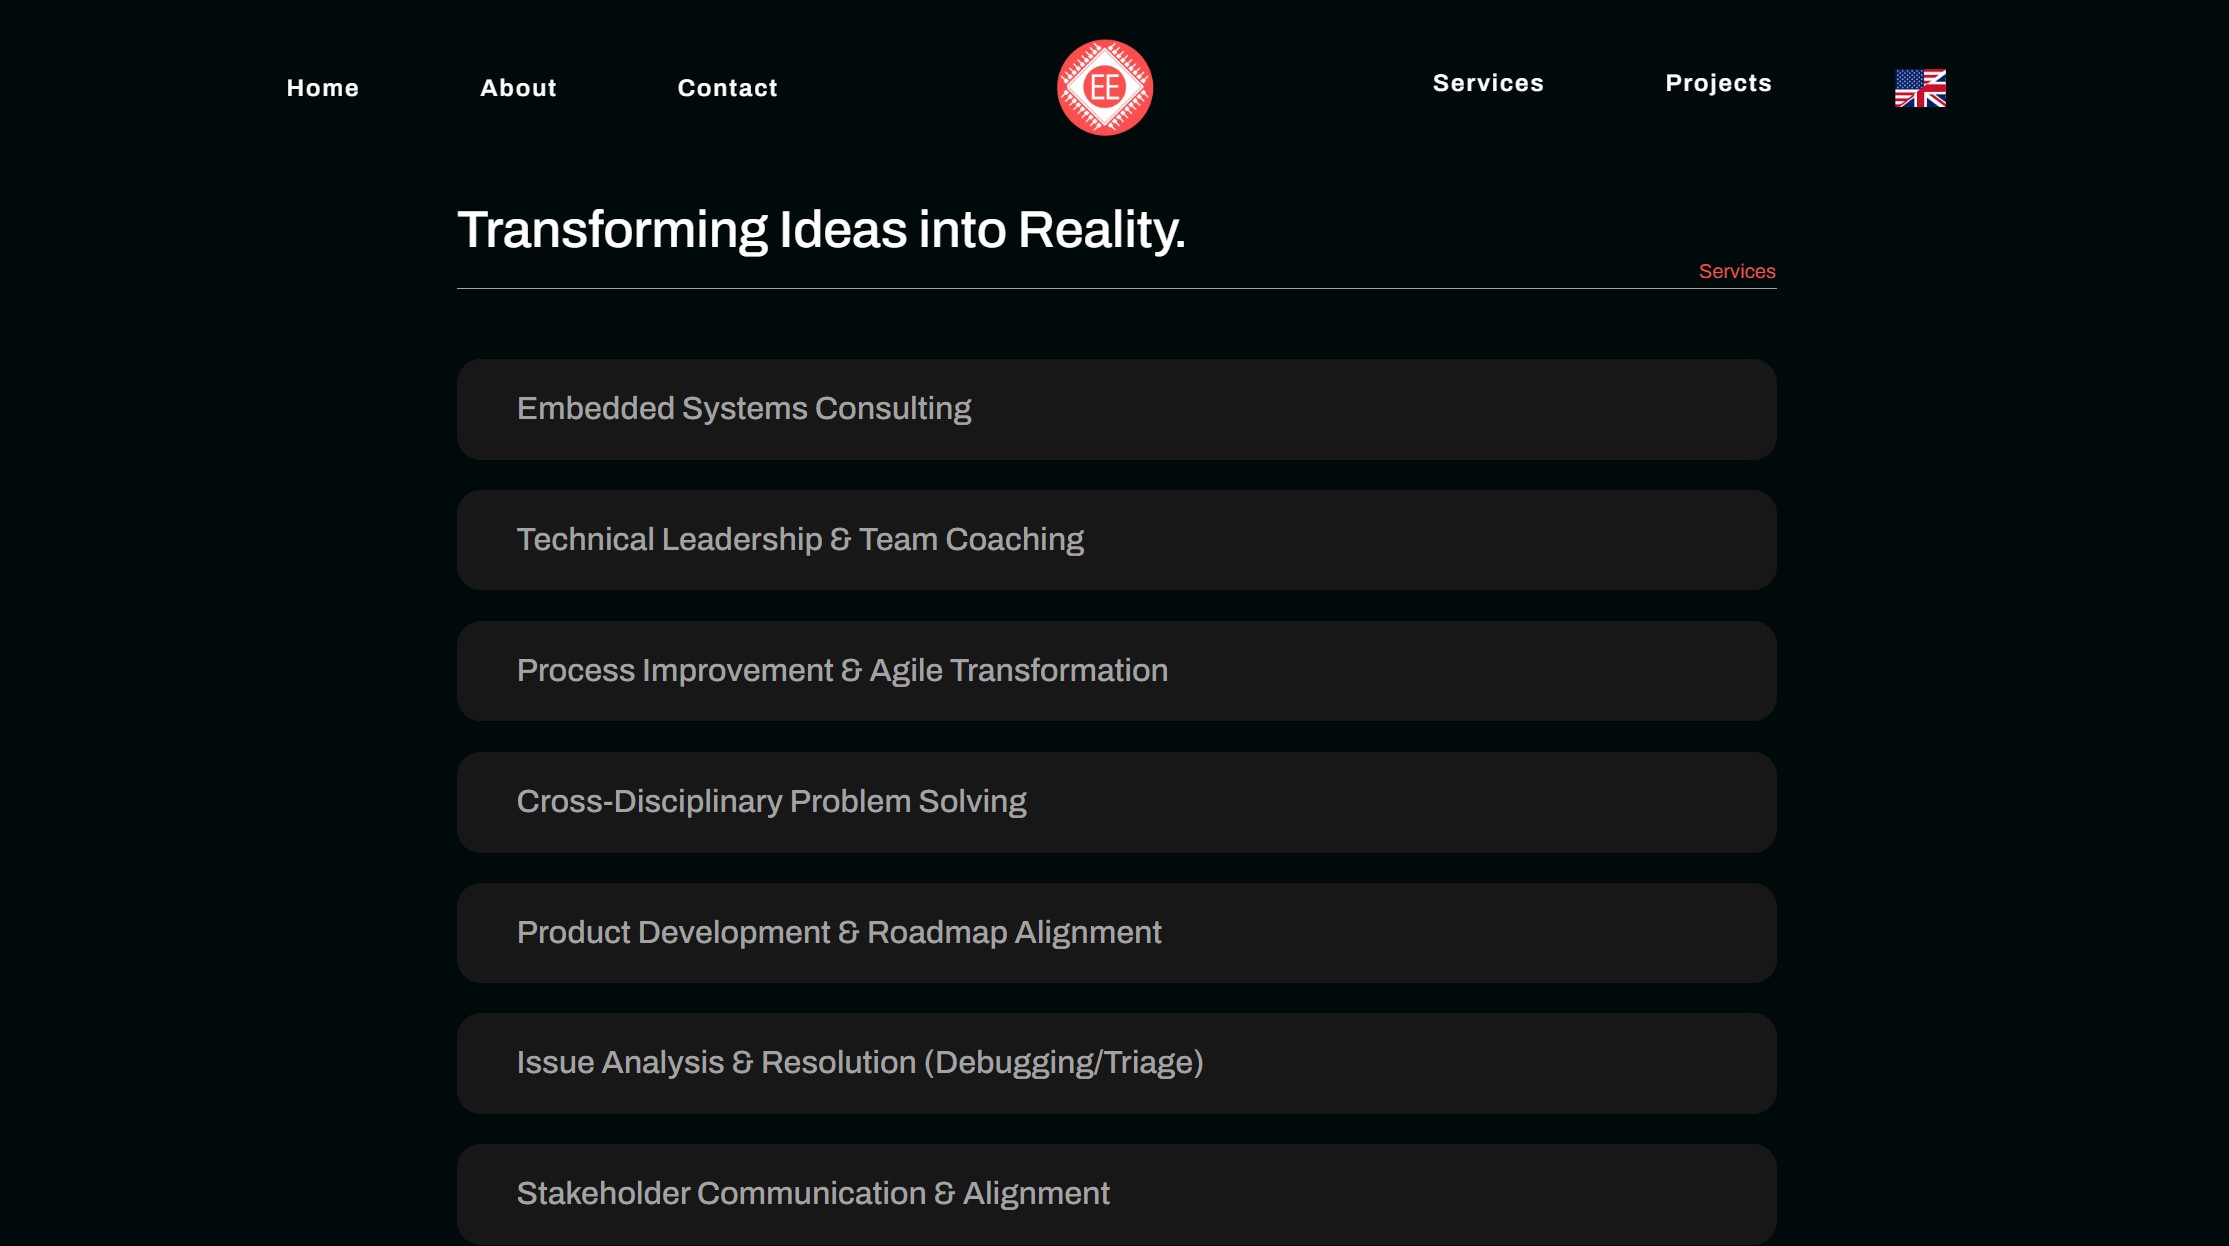 Home About Contact EE Services Projects
Transforming Ideas into Reality.
Services
Embedded Systems Consulting
Technical Leadership & Team Coaching
Process Improvement & Agile Transformation
Cross-Disciplinary Problem Solving
Product Development & Roadmap Alignment
Issue Analysis & Resolution (Debugging/Triage)
Stakeholder Communication & Alignment